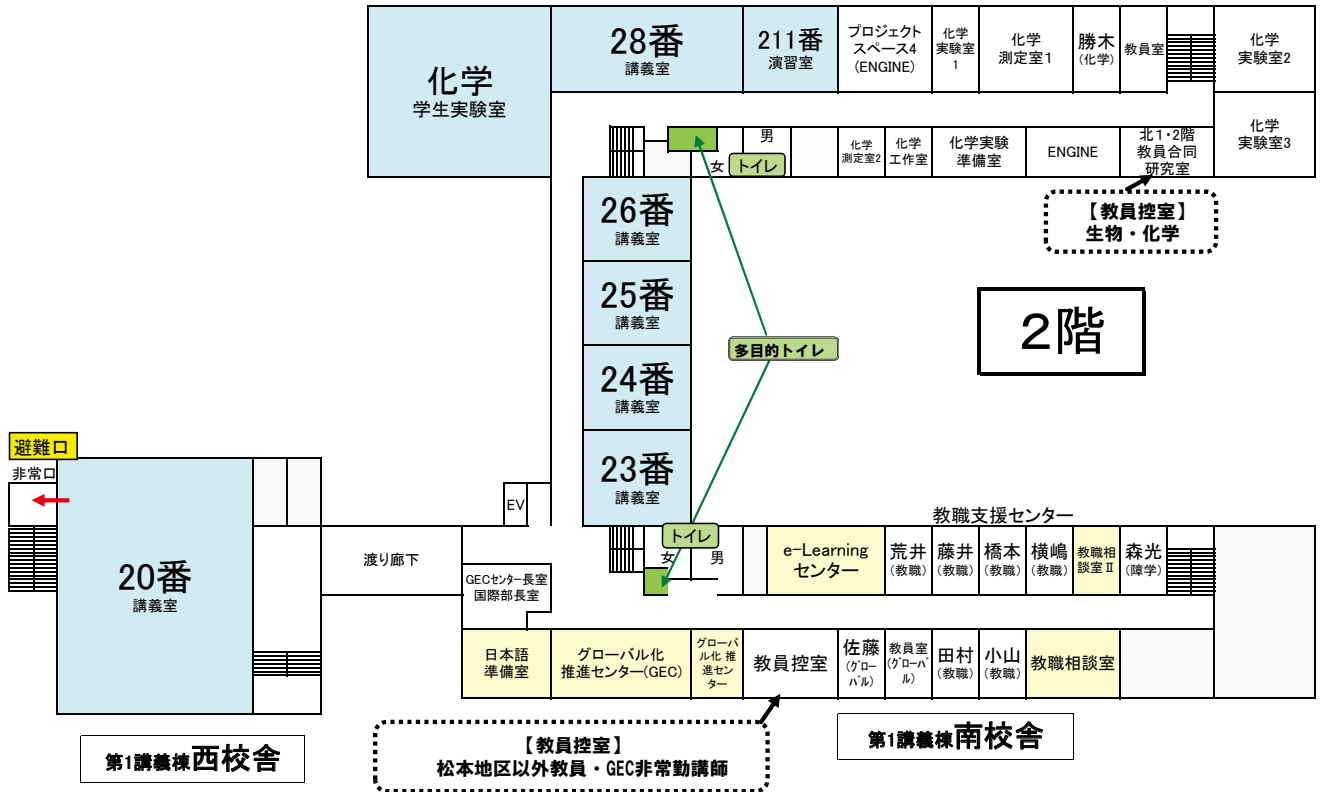 化学
学生実験室
28番
講義室
211番
演習室
プロジェクト
スペース4
(ENGINE)
化学
実験室
1
化学
測定室1
勝木
(化学)
教員室
化学
実験室2
男
女
トイレ
化学
測定室2
化学
工作室
化学実験
準備室
ENGINE
北1・2階
教員合同
研究室
化学
実験室3
【教員控室】
生物・化学
26番
講義室
25番
講義室
24番
講義室
23番
講義室
多目的トイレ
2階
避難口
非常口
20番
講義室
EV
渡り廊下
GECセンター長室
国際部長室
トイレ
女
男
教職支援センター
e-Learning
センター
荒井
(教職)
藤井
(教職)
橋本
(教職)
横嶋
(教職)
教職相
談室Ⅱ
森光
(障学)
日本語
準備室
グローバル化
推進センター(GEC)
グローバ
ル化 推
進セン
ター
教員控室
佐藤
(グロー
バル)
教員室
(グローバ
ル)
田村
(教職)
小山
(教職)
教職相談室
【教員控室】
松本地区以外教員・GEC非常勤講師
第1講義棟西校舎
第1講義棟南校舎